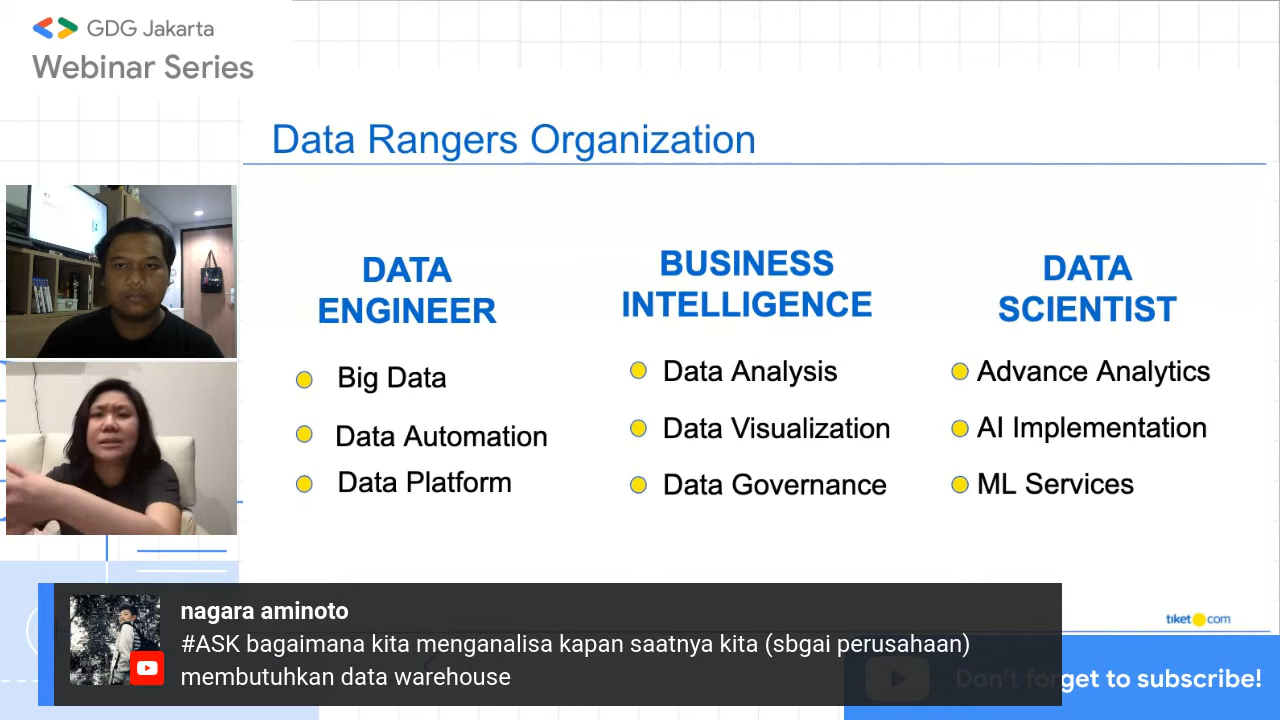 GDG Jakarta
Webinar Series
Data Rangers Organization
DATA
ENGINEER
Big Data
Data Automation
Data Platform
BUSINESS
INTELLIGENCE
Data Analysis
Data Visualization
Data Governance
DATA
SCIENTIST
Advance Analytics
AI Implementation
ML Services
tiket.com
nagara aminoto
#ASK bagaimana kita menganalisa kapan saatnya kita (sbgai perusahaan)
membutuhkan data warehouse
Don't forget to subscribe!